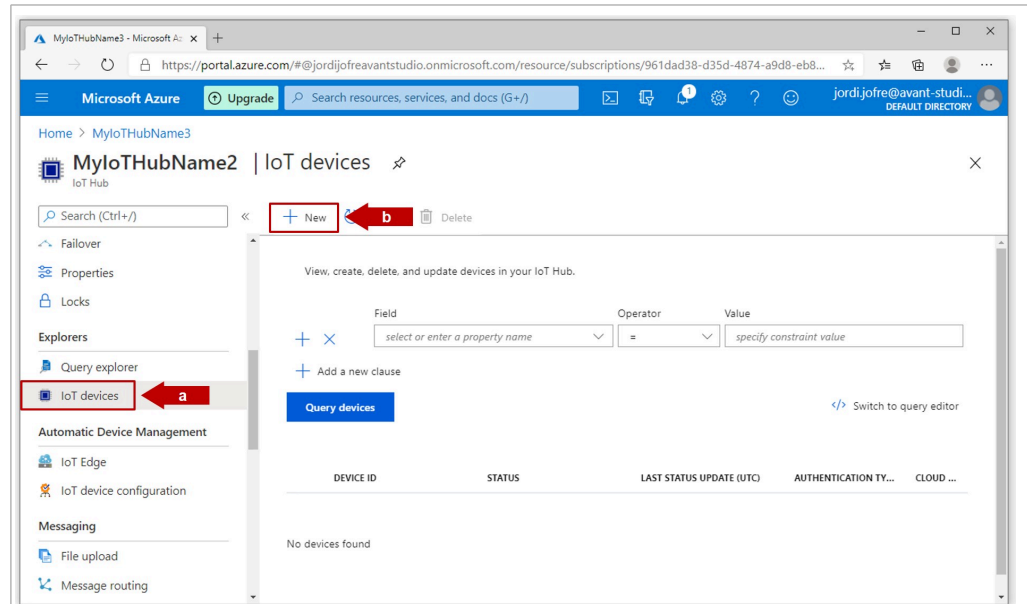 MyIoTHubName3 - Microsoft Az
https://portal.azure.com/#@jordijofreavantstudio.onmicrosoft.com/resource/subscriptions/961dad38-d35d-4874-a9d8-eb8...
Microsoft Azure Upgrade Search resources, services, and docs (G+/) 1 ? jordi.jofre@avant-studi...
DEFAULT DIRECTORY
Home > MyIoTHubName3
MyIoTHubName2 | IoT devices
IoT Hub
Search (Ctrl+/) « + New b Delete
Failover
Properties
Locks
Explorers
Query explorer
IoT devices a
Automatic Device Management
IoT Edge
IoT device configuration
Messaging
File upload
Message routing
View, create, delete, and update devices in your IoT Hub.
Field Operator Value
select or enter a property name = specify constraint value
+ Add a new clause
Query devices </> Switch to query editor
DEVICE ID STATUS LAST STATUS UPDATE (UTC) AUTHENTICATION TY... CLOUD ...
No devices found